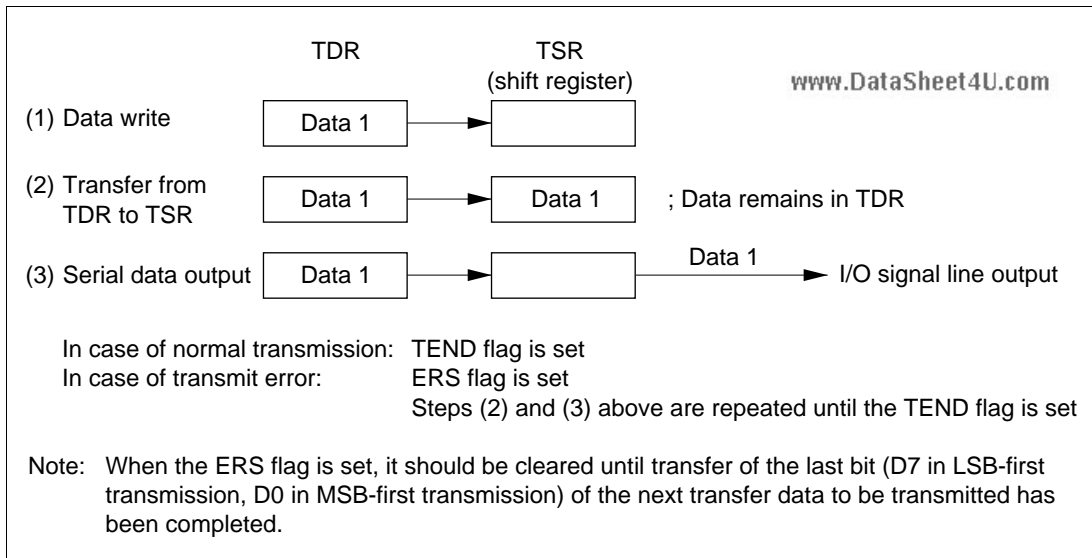 TDR
TSR
(shift register)
www.DataSheet4U.com
(1) Data write
Data 1
(2) Transfer from
TDR to TSR
Data 1
Data 1
; Data remains in TDR
(3) Serial data output
Data 1
Data 1
I/O signal line output
In case of normal transmission: TEND flag is set
In case of transmit error: ERS flag is set
Steps (2) and (3) above are repeated until the TEND flag is set
Note: When the ERS flag is set, it should be cleared until transfer of the last bit (D7 in LSB-first
transmission, D0 in MSB-first transmission) of the next transfer data to be transmitted has
been completed.